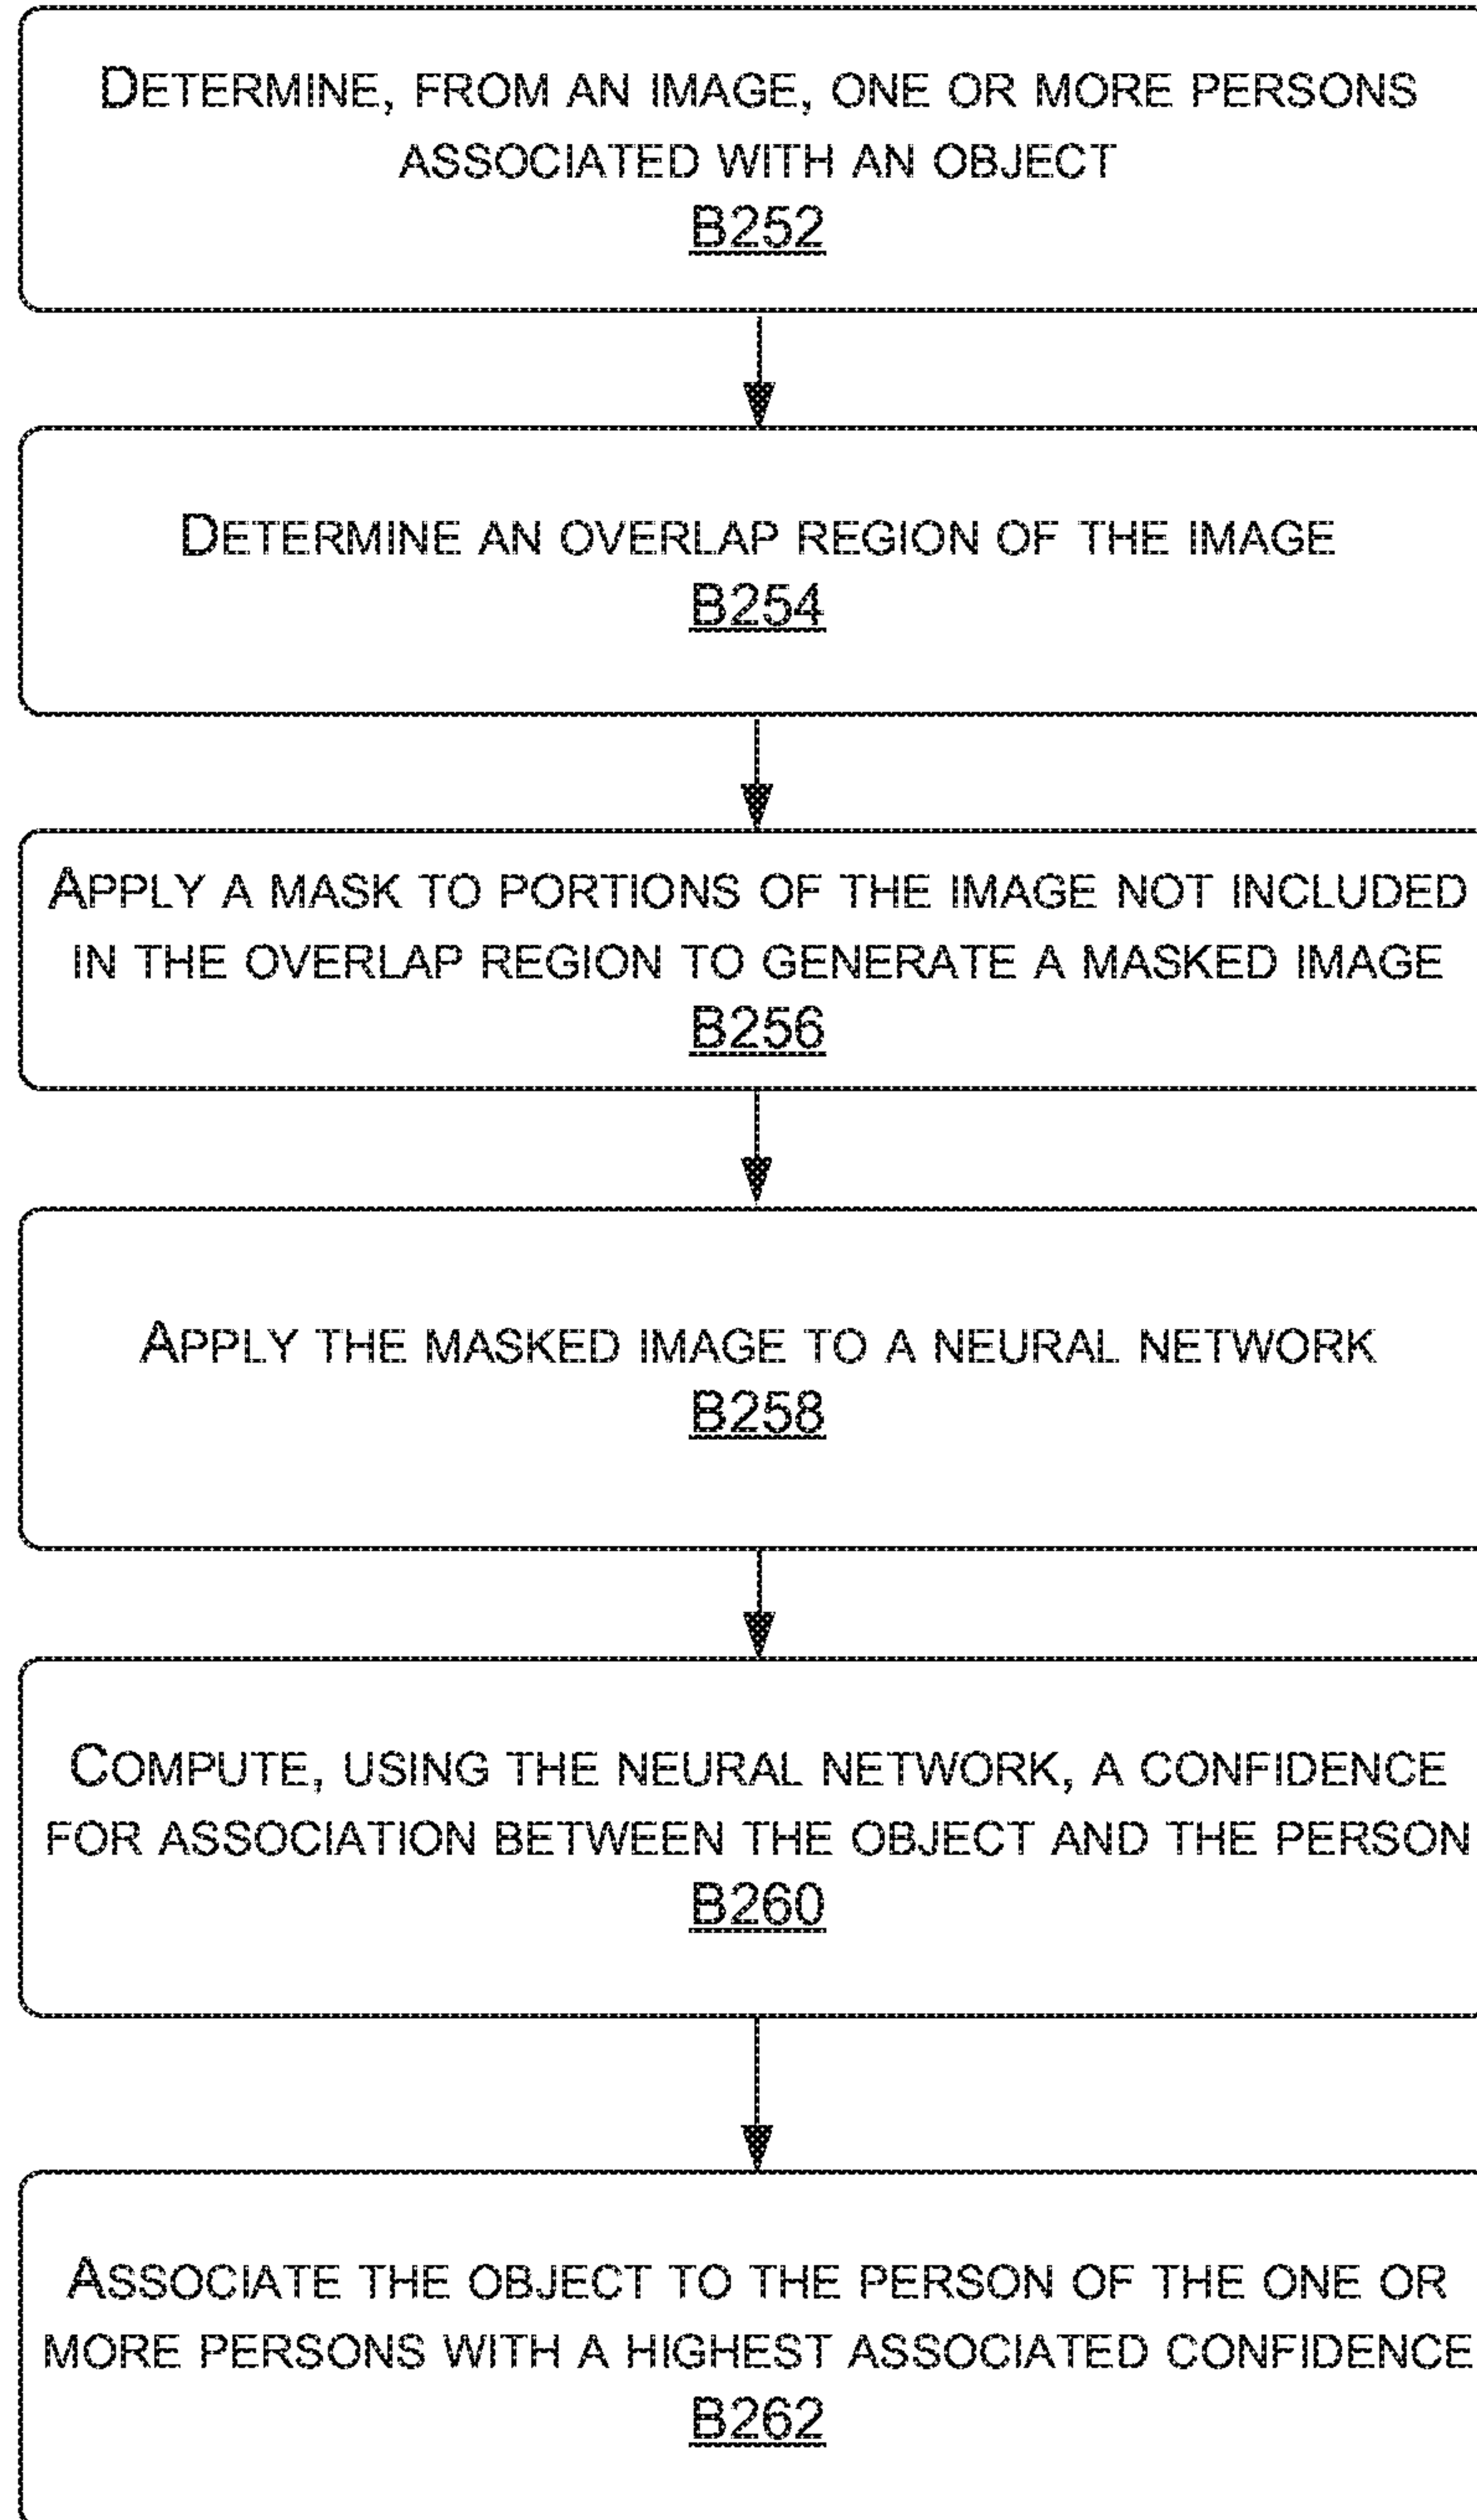 DETERMINE, FROM AN IMAGE, ONE OR MORE PERSONS
ASSOCIATED WITH AN OBJECT
B252
DETERMINE AN OVERLAP REGION OF THE IMAGE
B254
APPLY A MASK TO PORTIONS OF THE IMAGE NOT INCLUDED
IN THE OVERLAP REGION TO GENERATE A MASKED IMAGE
B256
APPLY THE MASKED IMAGE TO A NEURAL NETWORK
B258
COMPUTE, USING THE NEURAL NETWORK, A CONFIDENCE
FOR ASSOCIATION BETWEEN THE OBJECT AND THE PERSON
B260
ASSOCIATE THE OBJECT TO THE PERSON OF THE ONE OR
MORE PERSONS WITH A HIGHEST ASSOCIATED CONFIDENCE
B262